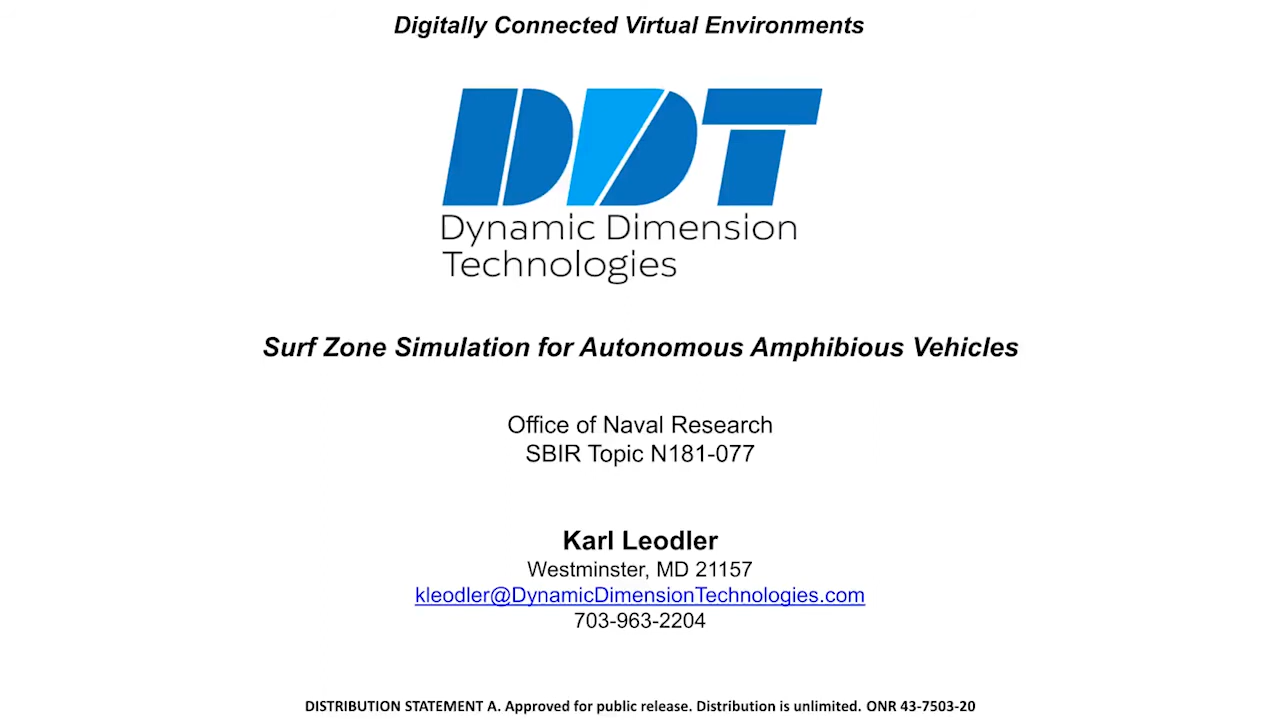 Digitally Connected Virtual Environments
DDT
Dynamic Dimension
Technologies
Surf Zone Simulation for Autonomous Amphibious Vehicles
Office of Naval Research
SBIR Topic N181-077
Karl Leodler
Westminster, MD 21157
kleodler@DynamicDimensionTechnologies.com
703-963-2204
DISTRIBUTION STATEMENT A. Approved for public release. Distribution is unlimited. ONR 43-7503-20